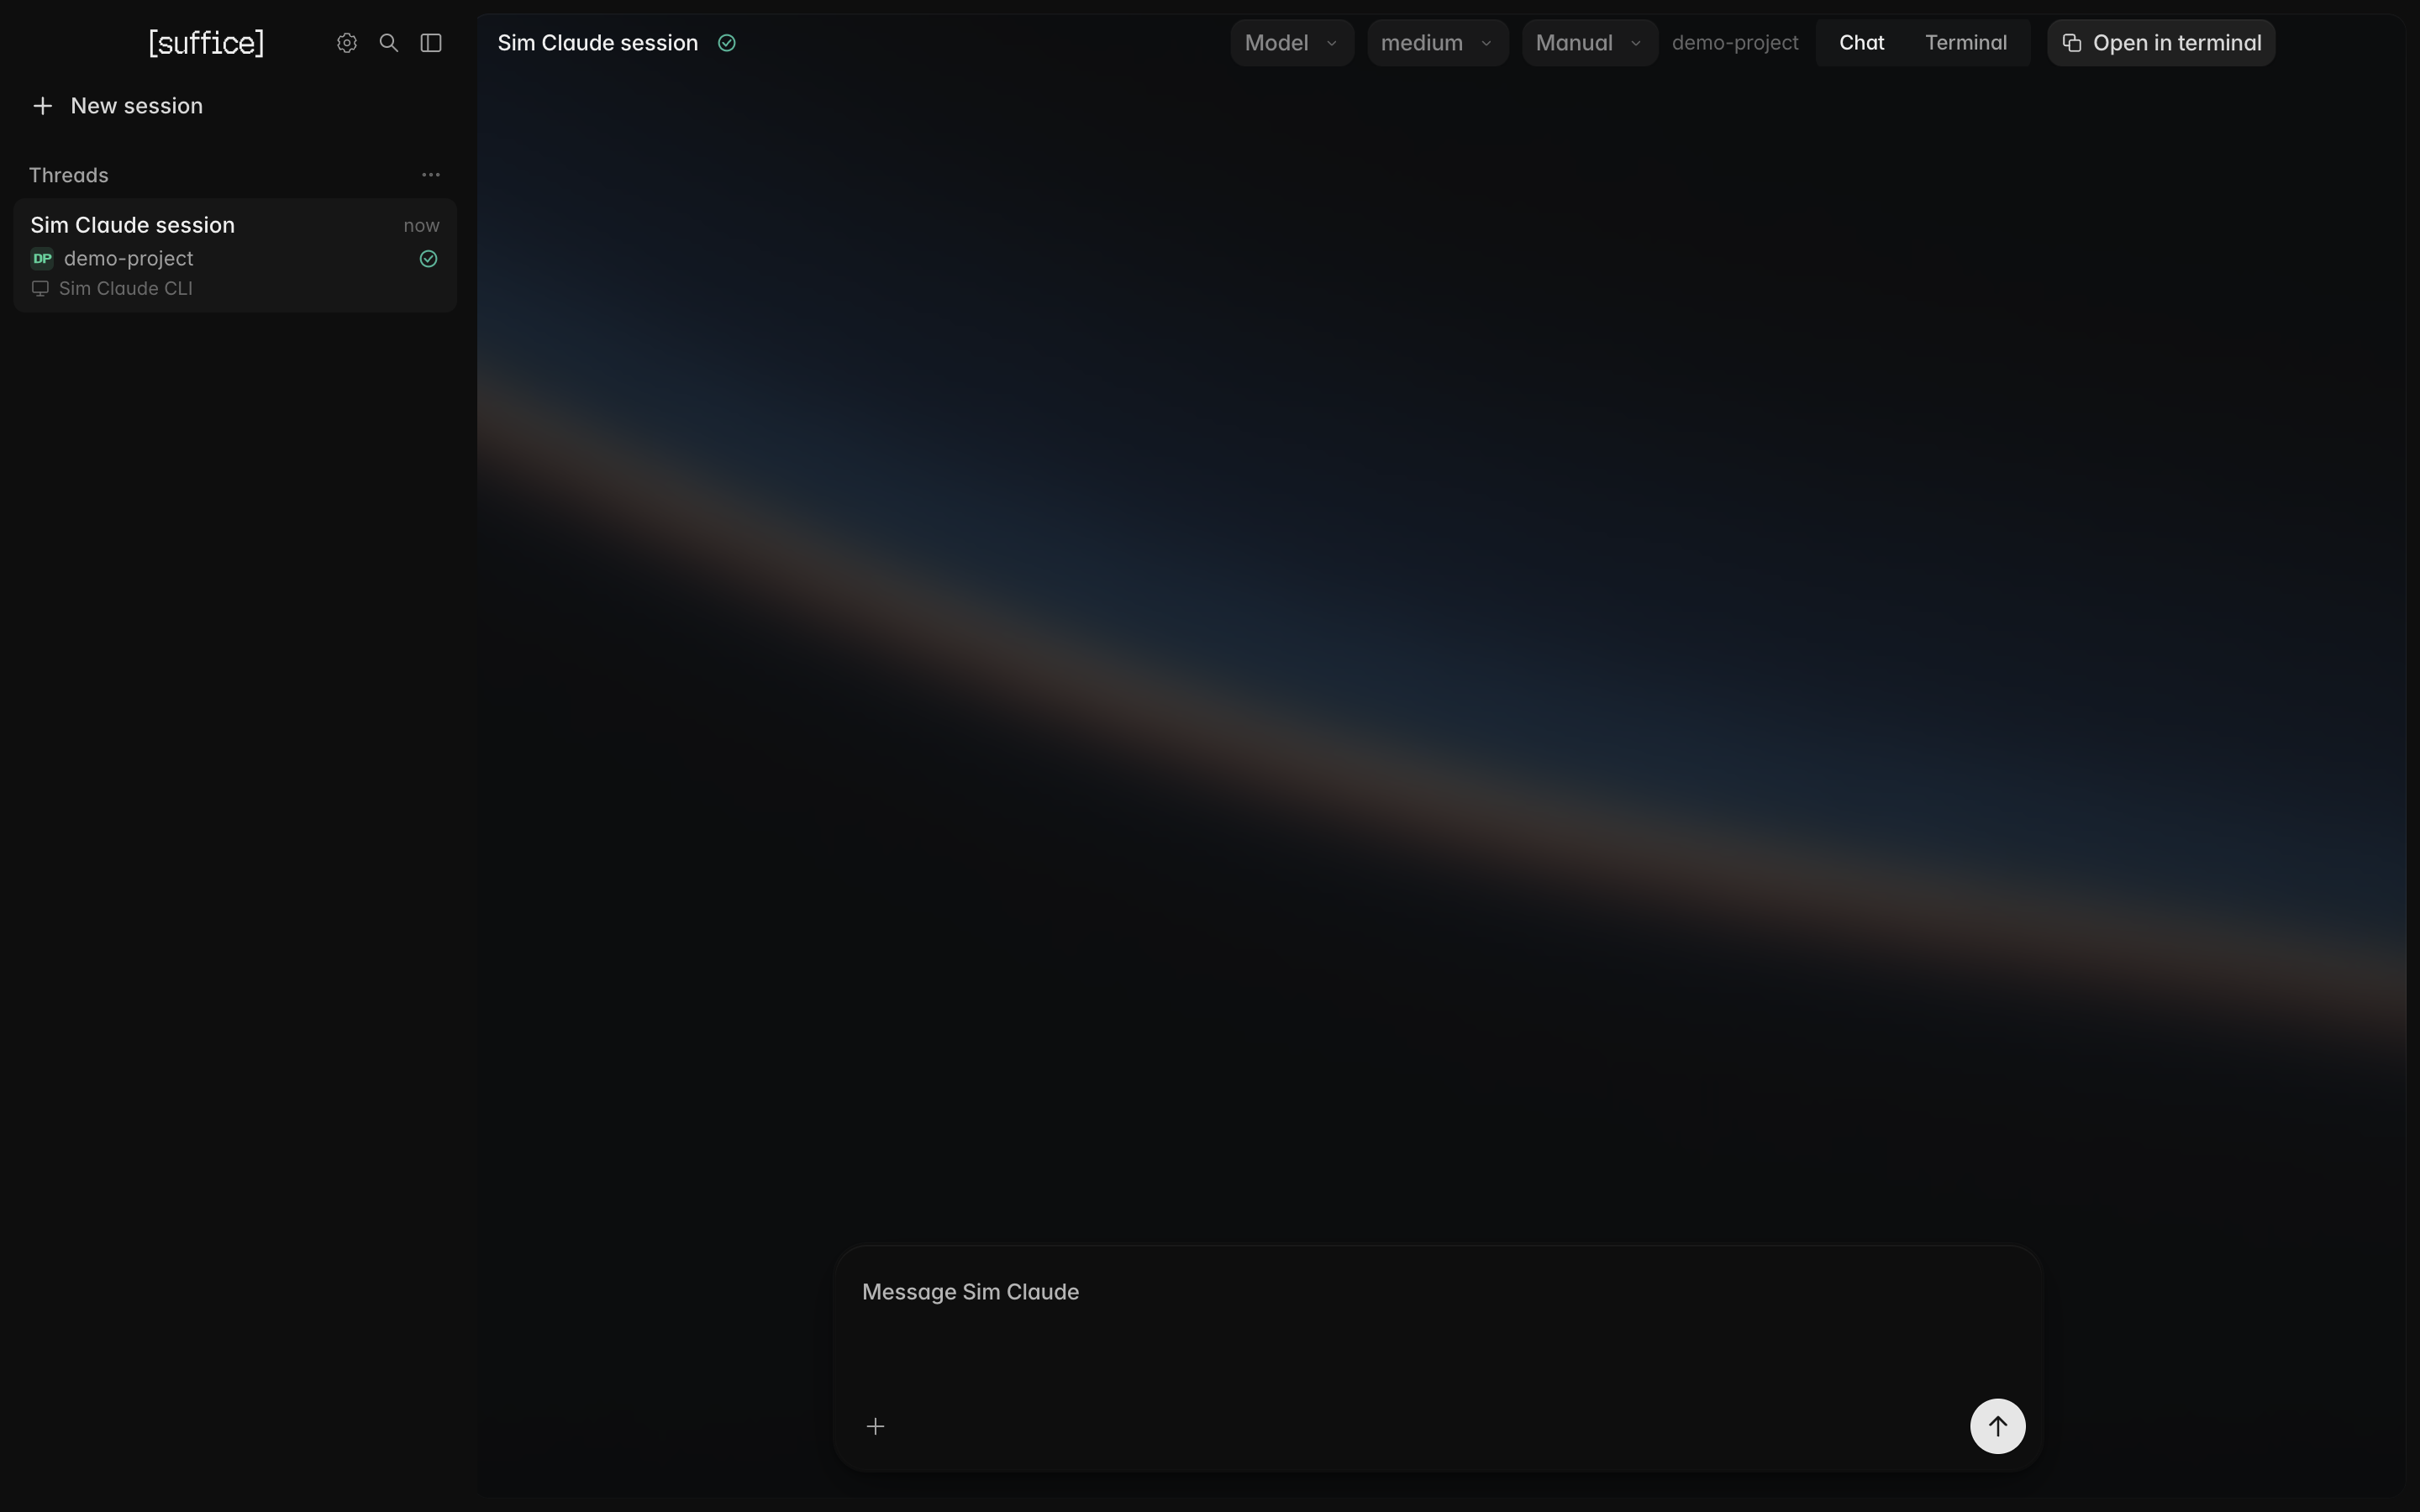 [suffice]
New session
Threads
Sim Claude session
now
DP
demo-project
Sim Claude CLI
Sim Claude session
Model
medium
Manual
demo-project
Chat
Terminal
Open in terminal
Message Sim Claude